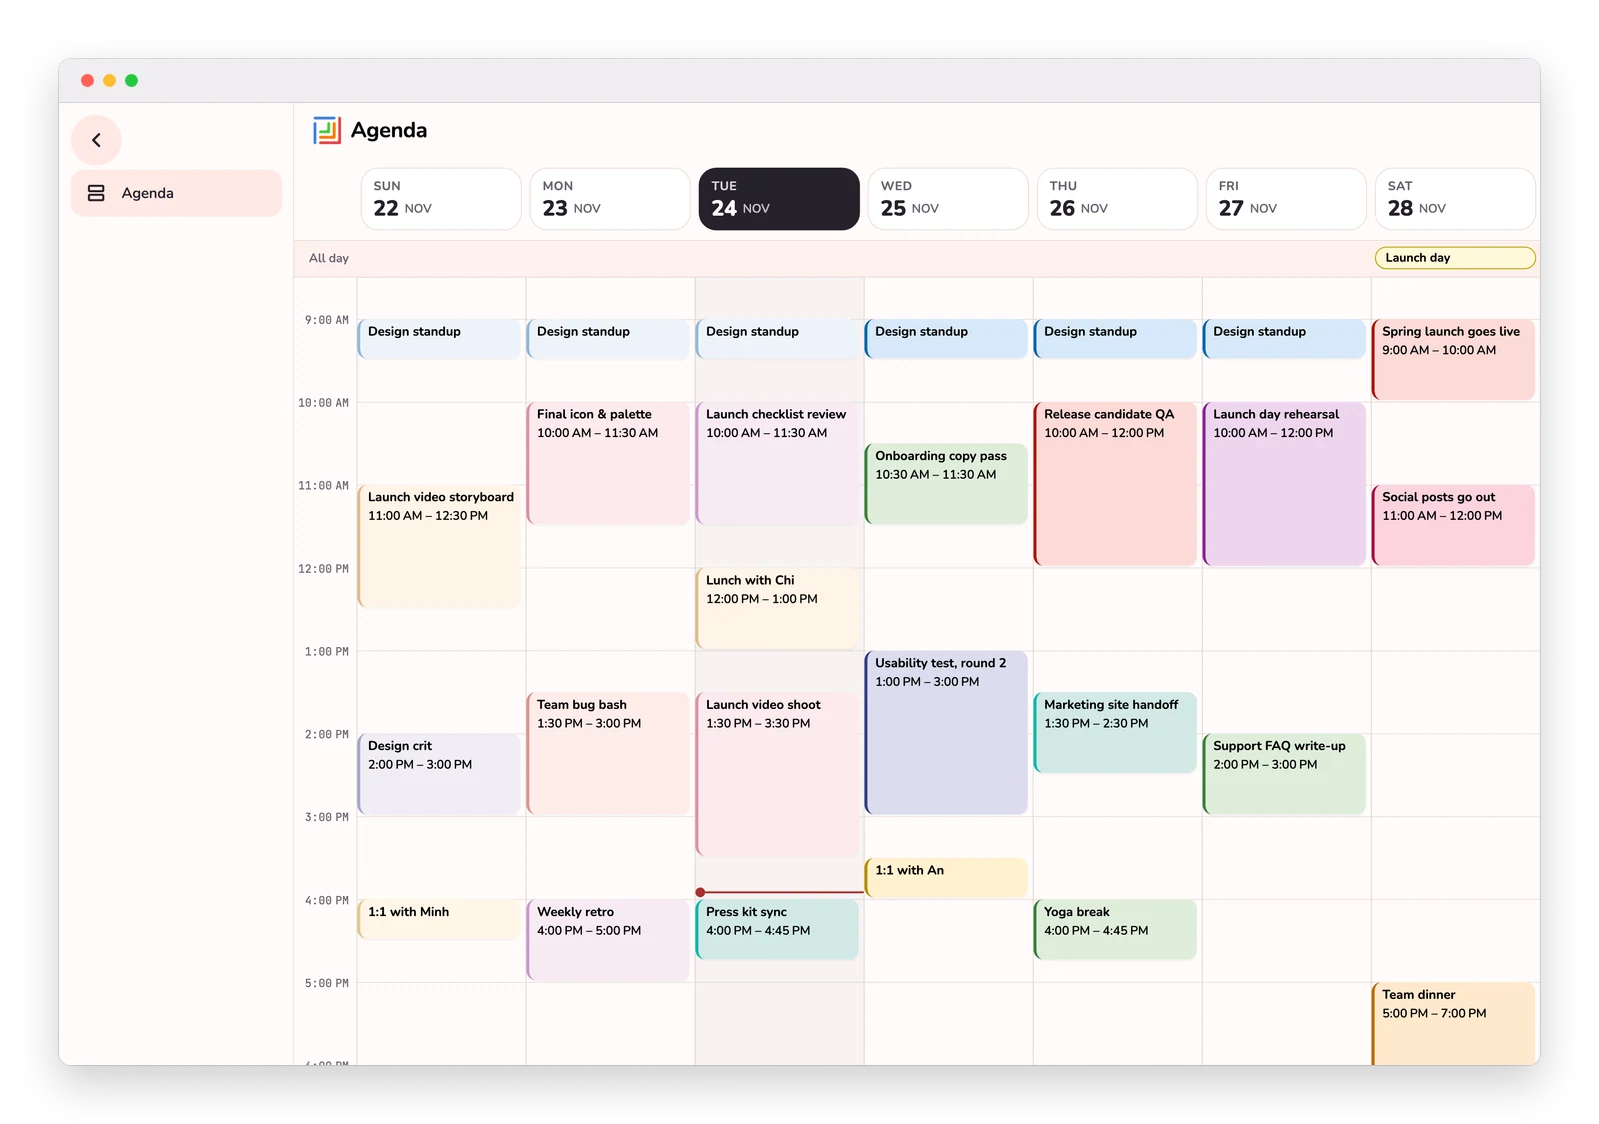 Agenda
Agenda
SUN
22 NOV
MON
23 NOV
TUE
24 NOV
WED
25 NOV
THU
26 NOV
FRI
27 NOV
SAT
28 NOV
All day
Launch day
9:00 AM
10:00 AM
11:00 AM
12:00 PM
1:00 PM
2:00 PM
3:00 PM
4:00 PM
5:00 PM
Design standup
Launch video storyboard
11:00 AM – 12:30 PM
Design crit
2:00 PM – 3:00 PM
1:1 with Minh
Design standup
Final icon & palette
10:00 AM – 11:30 AM
Team bug bash
1:30 PM – 3:00 PM
Weekly retro
4:00 PM – 5:00 PM
Design standup
Launch checklist review
10:00 AM – 11:30 AM
Lunch with Chi
12:00 PM – 1:00 PM
Launch video shoot
1:30 PM – 3:30 PM
Press kit sync
4:00 PM – 4:45 PM
Design standup
Onboarding copy pass
10:30 AM – 11:30 AM
Usability test, round 2
1:00 PM – 3:00 PM
1:1 with An
Design standup
Release candidate QA
10:00 AM – 12:00 PM
Marketing site handoff
1:30 PM – 2:30 PM
Yoga break
4:00 PM – 4:45 PM
Design standup
Launch day rehearsal
10:00 AM – 12:00 PM
Support FAQ write-up
2:00 PM – 3:00 PM
Spring launch goes live
9:00 AM – 10:00 AM
Social posts go out
11:00 AM – 12:00 PM
Team dinner
5:00 PM – 7:00 PM